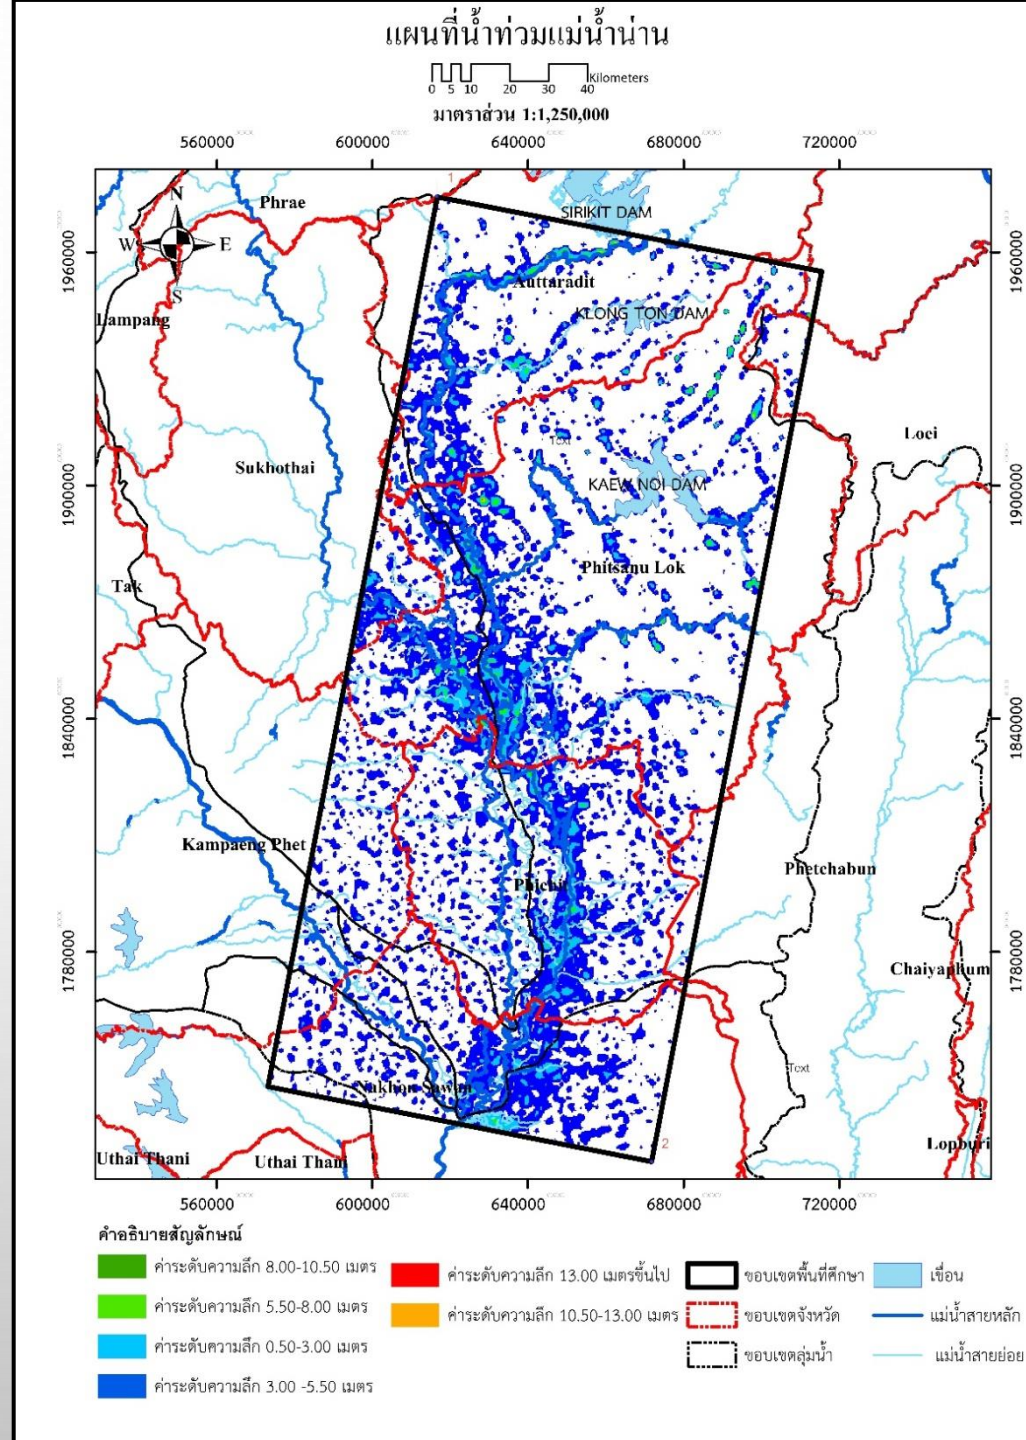 แผนที่น้ำท่วมแม่น้ำน่าน
Kilometers
0 5 10 20 30 40
มาตราส่วน 1:1,250,000
560000 600000 640000 680000 720000
1
N
W E
S
Phrae
SIRIKIT DAM
1960000
1960000
Auttaradit
KLONG TON DAM
Lampang
Loei
Text
Sukhothai
KAEW NOI DAM
1900000
1900000
Phitsanu Lok
Tak
1840000
1840000
Kampaeng Phet
Phetchabun
Phichit
1780000
1780000
Chaiyaphum
Text
Nakhon Sawan
2
Lopburi
Uthai Thani
Uthai Tham
560000 600000 640000 680000 720000
คำอธิบายสัญลักษณ์
ค่าระดับความลึก 8.00-10.50 เมตร
ค่าระดับความลึก 5.50-8.00 เมตร
ค่าระดับความลึก 0.50-3.00 เมตร
ค่าระดับความลึก 3.00 -5.50 เมตร
ค่าระดับความลึก 13.00 เมตรขึ้นไป
ค่าระดับความลึก 10.50-13.00 เมตร
ขอบเขตพื้นที่ศึกษา
ขอบเขตจังหวัด
ขอบเขตลุ่มน้ำ
เขื่อน
แม่น้ำสายหลัก
แม่น้ำสายย่อย